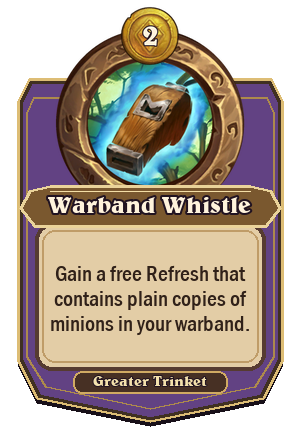 2
Warband Whistle
Gain a free Refresh that
contains plain copies of
minions in your warband.
Greater Trinket